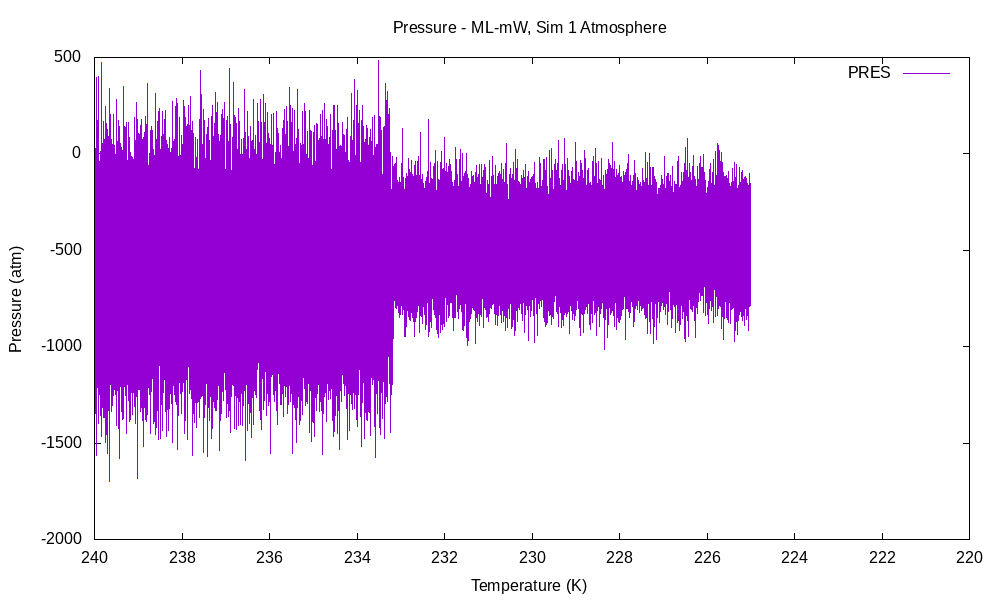 Pressure - ML-mW, Sim 1 Atmosphere
PRES
500
0
-500
-1000
-1500
-2000
Pressure (atm)
240 238 236 234 232 230 228 226 224 222 220
Temperature (K)